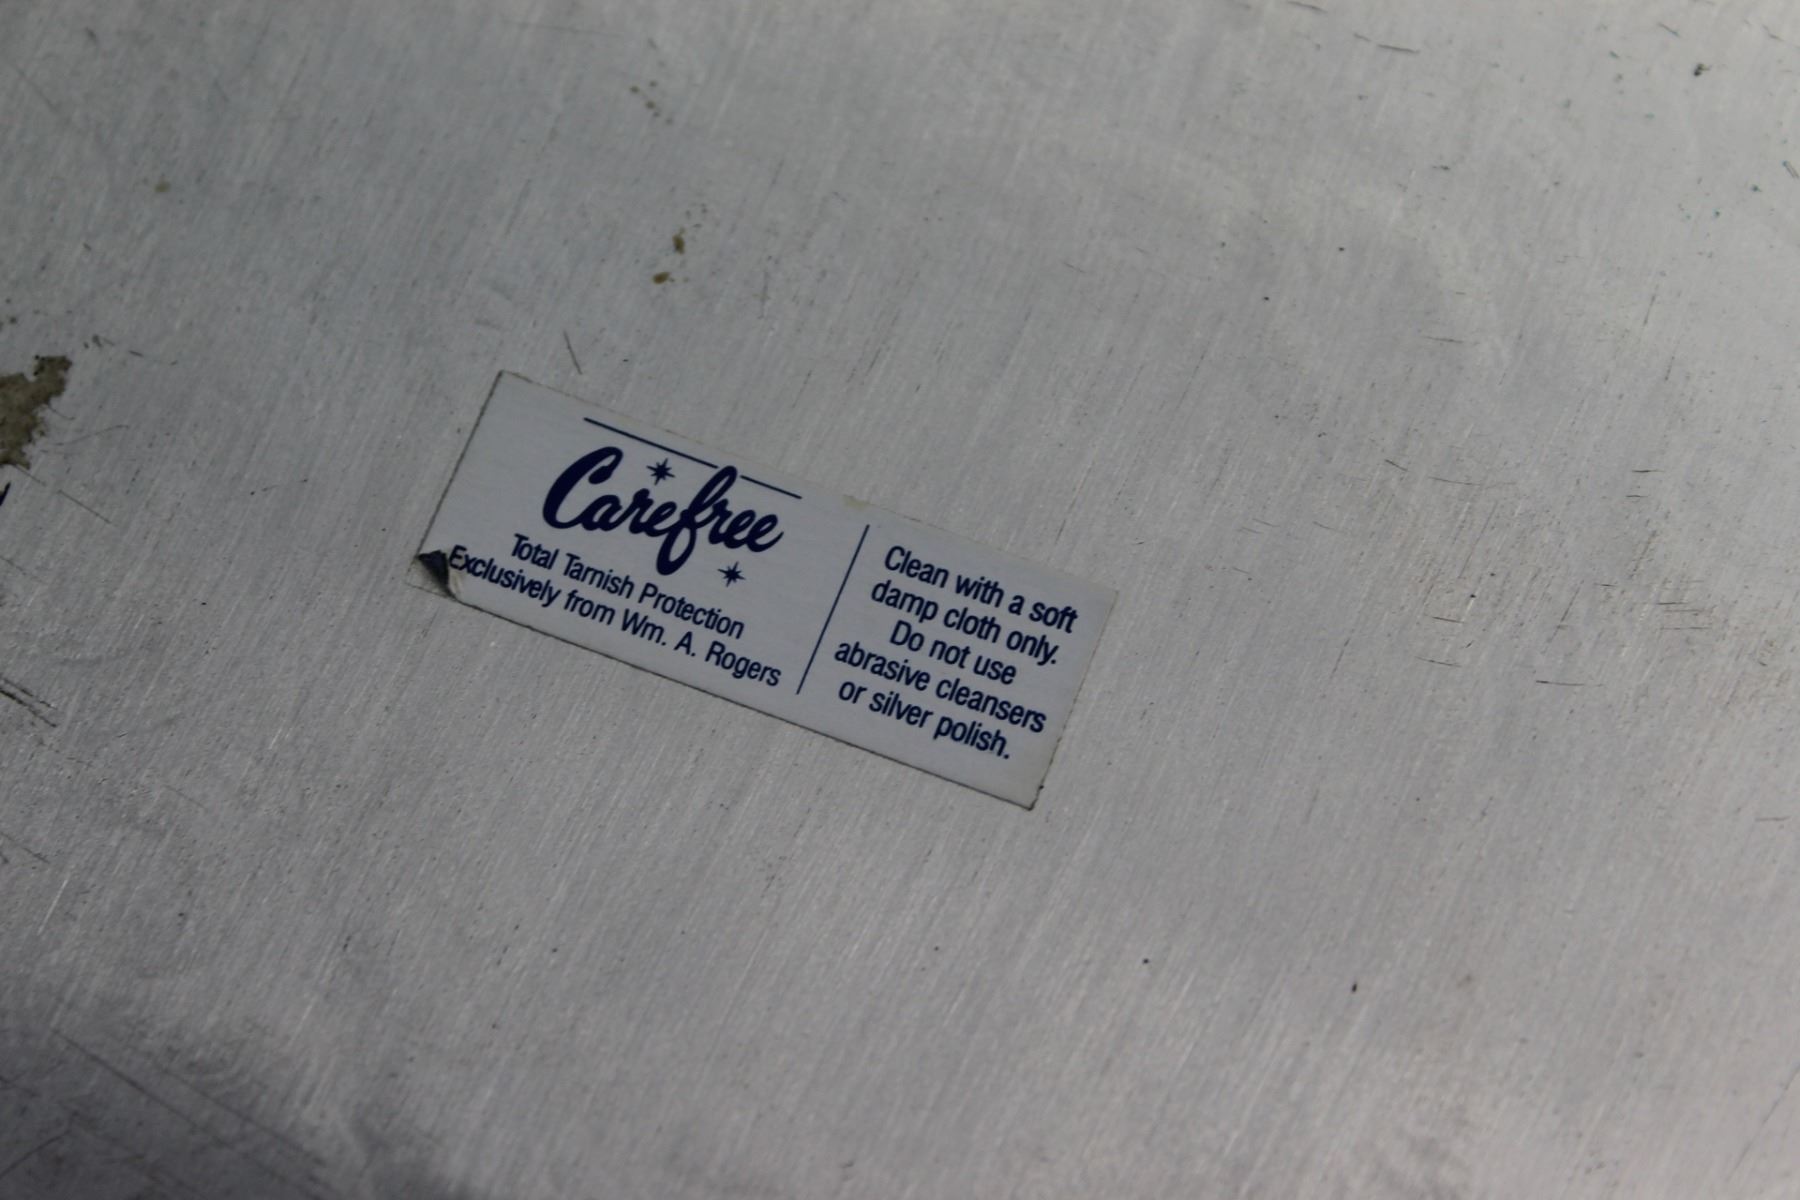 Carefree
Total Tarnish Protection
Exclusively from Wm. A. Rogers
Clean with a soft
damp cloth only.
Do not use
abrasive cleansers
or silver polish.